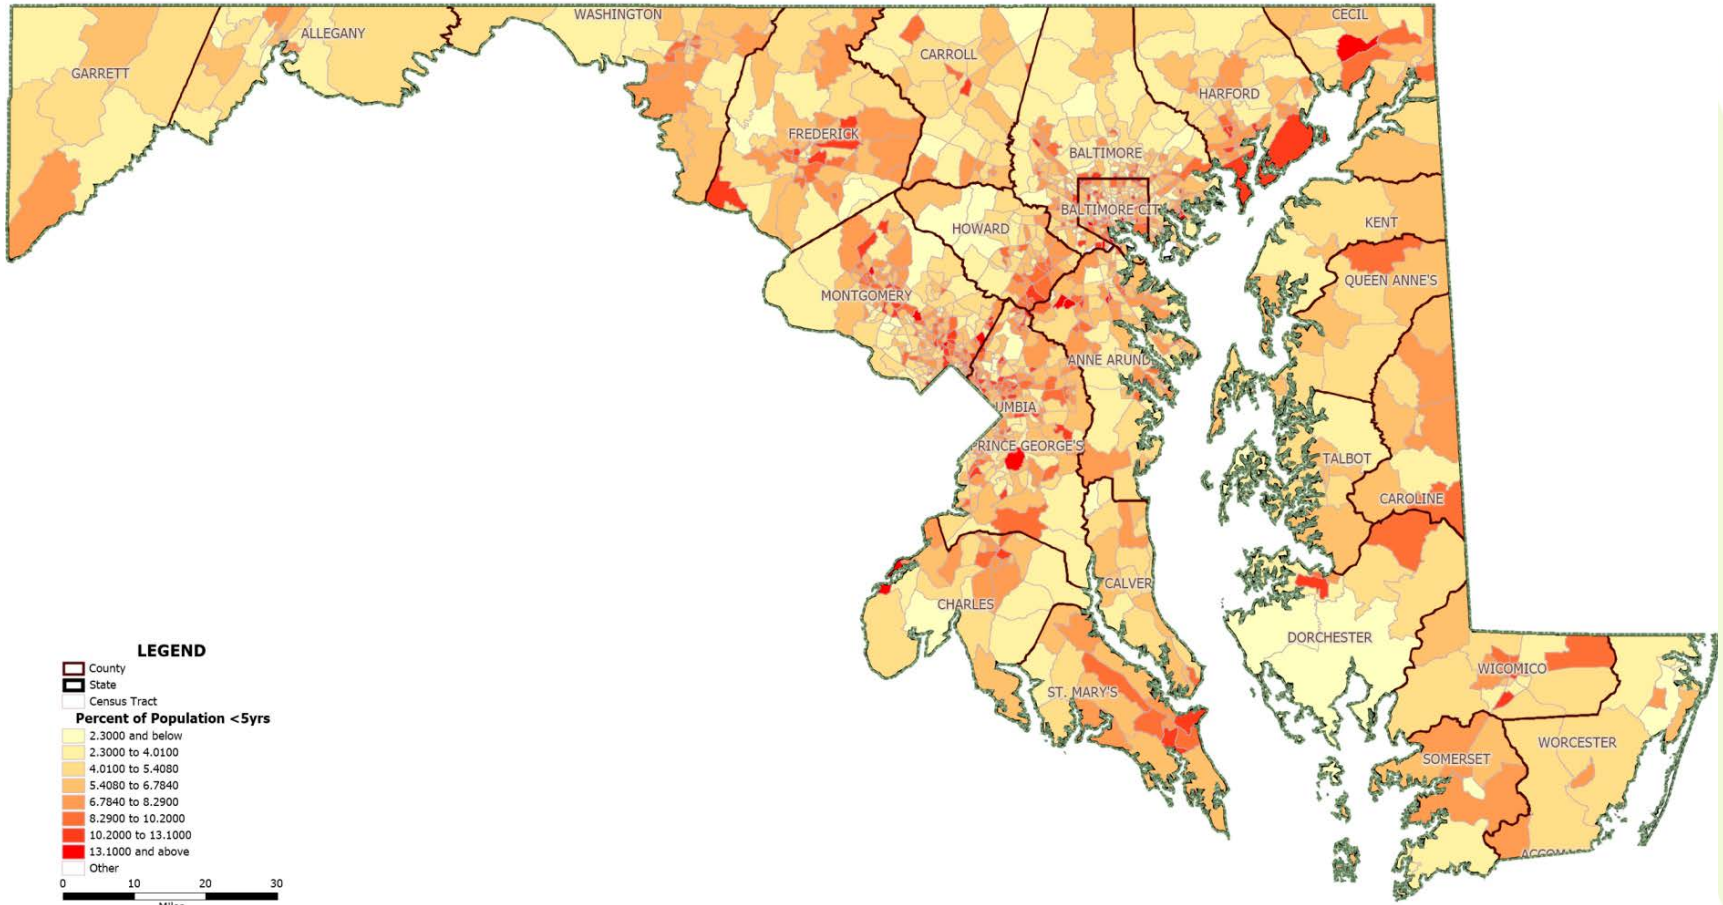 WASHINGTON
CECIL
ALLEGANY
CARROLL
GARRETT
HARFORD
FREDERICK
BALTIMORE
BALTIMORE CIT
KENT
HOWARD
QUEEN ANNE'S
MONTGOMERY
ANNE ARUND
UMBIA
PRINCE GEORGE'S
TALBOT
CAROLINE
CALVER
CHARLES
DORCHESTER
WICOMICO
ST. MARY'S
WORCESTER
SOMERSET
LEGEND
County
State
Census Tract
Percent of Population <5yrs
2.3000 and below
2.3000 to 4.0100
4.0100 to 5.4080
5.4080 to 6.7840
6.7840 to 8.2900
8.2900 to 10.2000
10.2000 to 13.1000
13.1000 and above
Other
0 10 20 30
Miles